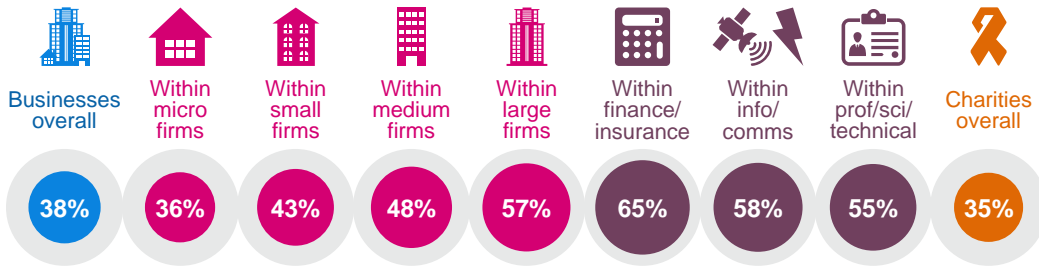 Businesses
overall
Within
micro
firms
Within
small
firms
Within
medium
firms
Within
large
firms
Within
finance/
insurance
Within
info/
comms
Within
prof/sci/
technical
Charities
overall
38%
36%
43%
48%
57%
65%
58%
55%
35%